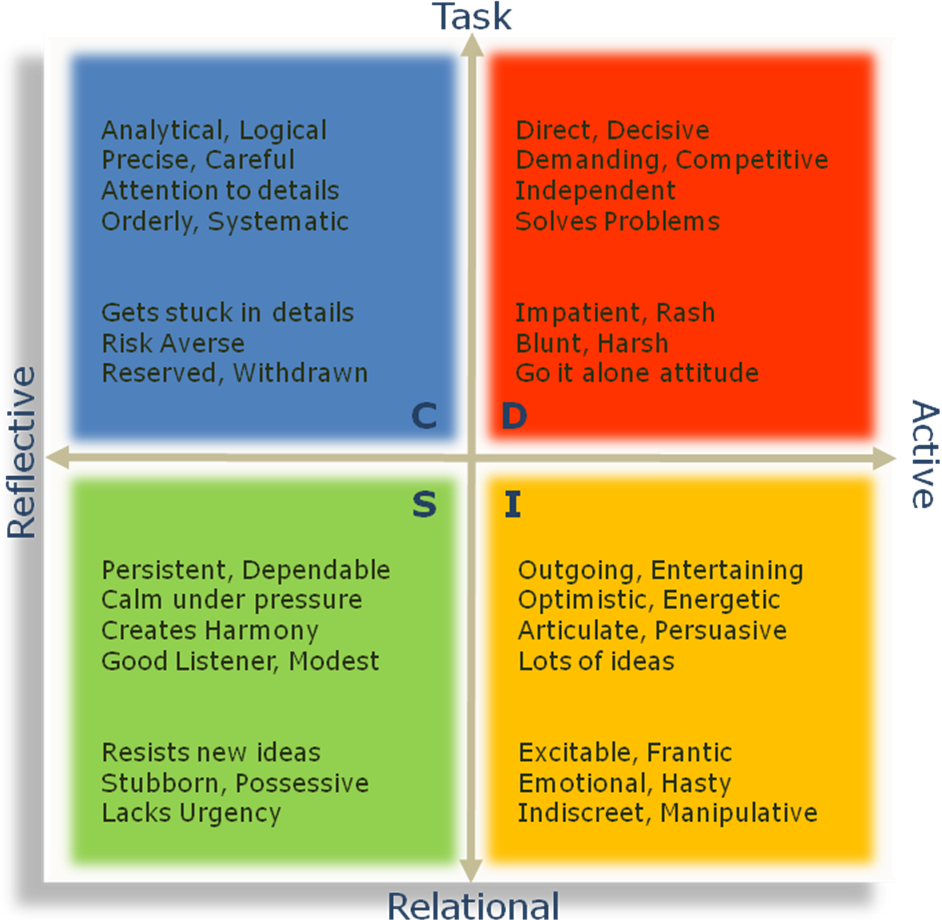 Task
Analytical, Logical
Precise, Careful
Attention to details
Orderly, Systematic
Gets stuck in details
Risk Averse
Reserved, Withdrawn
C
Direct, Decisive
Demanding, Competitive
Independent
Solves Problems
Impatient, Rash
Blunt, Harsh
Go it alone attitude
D
Reflective
Active
S
Persistent, Dependable
Calm under pressure
Creates Harmony
Good Listener, Modest
Resists new ideas
Stubborn, Possessive
Lacks Urgency
I
Outgoing, Entertaining
Optimistic, Energetic
Articulate, Persuasive
Lots of ideas
Excitable, Frantic
Emotional, Hasty
Indiscreet, Manipulative
Relational